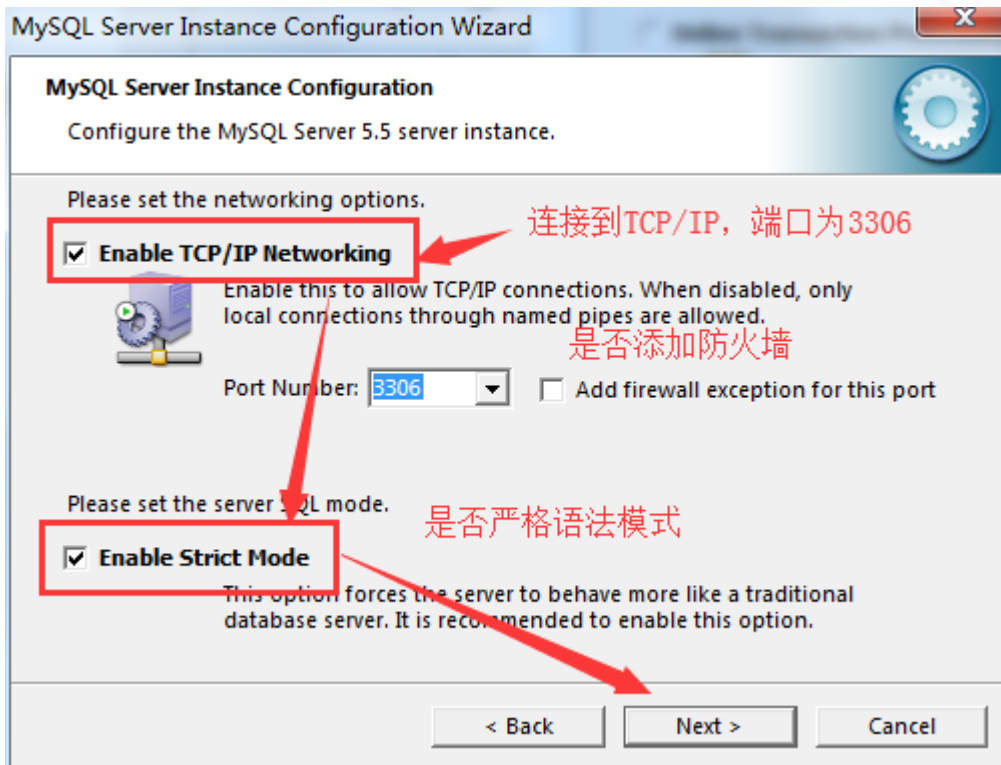 MySQL Server Instance Configuration Wizard
MySQL Server Instance Configuration
Configure the MySQL Server 5.5 server instance.
Please set the networking options.
连接到TCP/IP，端口为3306
Enable TCP/IP Networking
Enable this to allow TCP/IP connections. When disabled, only
local connections through named pipes are allowed.
是否添加防火墙
Port Number: 3306 Add firewall exception for this port
Please set the server SQL mode.
是否严格语法模式
Enable Strict Mode
This option forces the server to behave more like a traditional
database server. It is recommended to enable this option.
< Back Next > Cancel